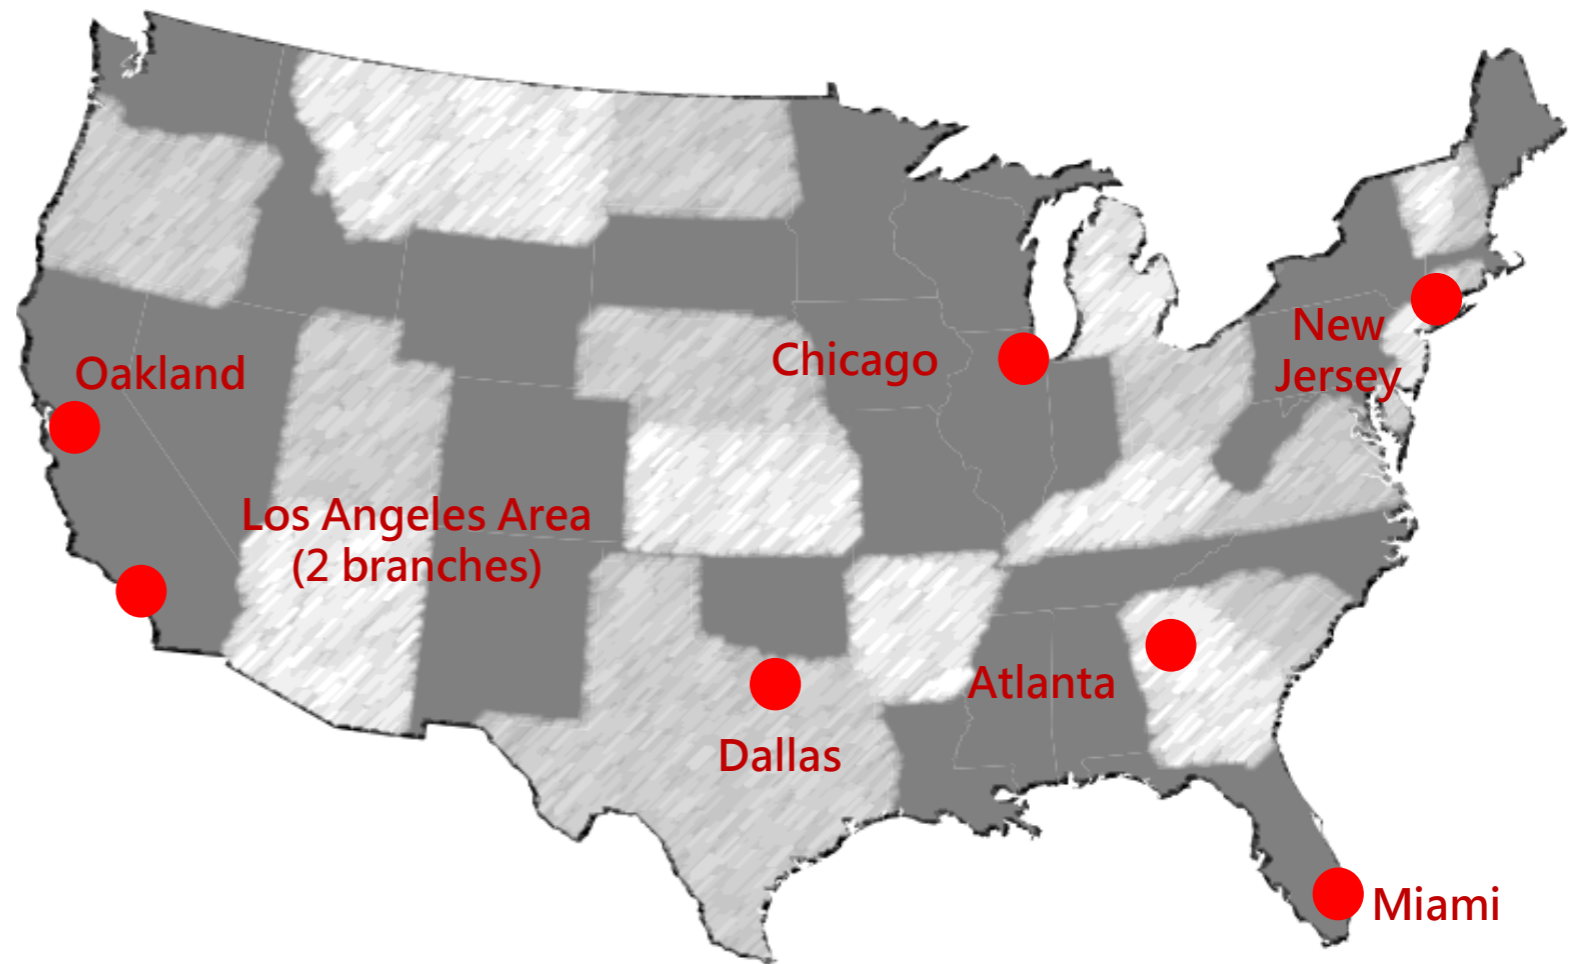 New
Jersey
Chicago
Oakland
Los Angeles Area
(2 branches)
Atlanta
Dallas
Miami